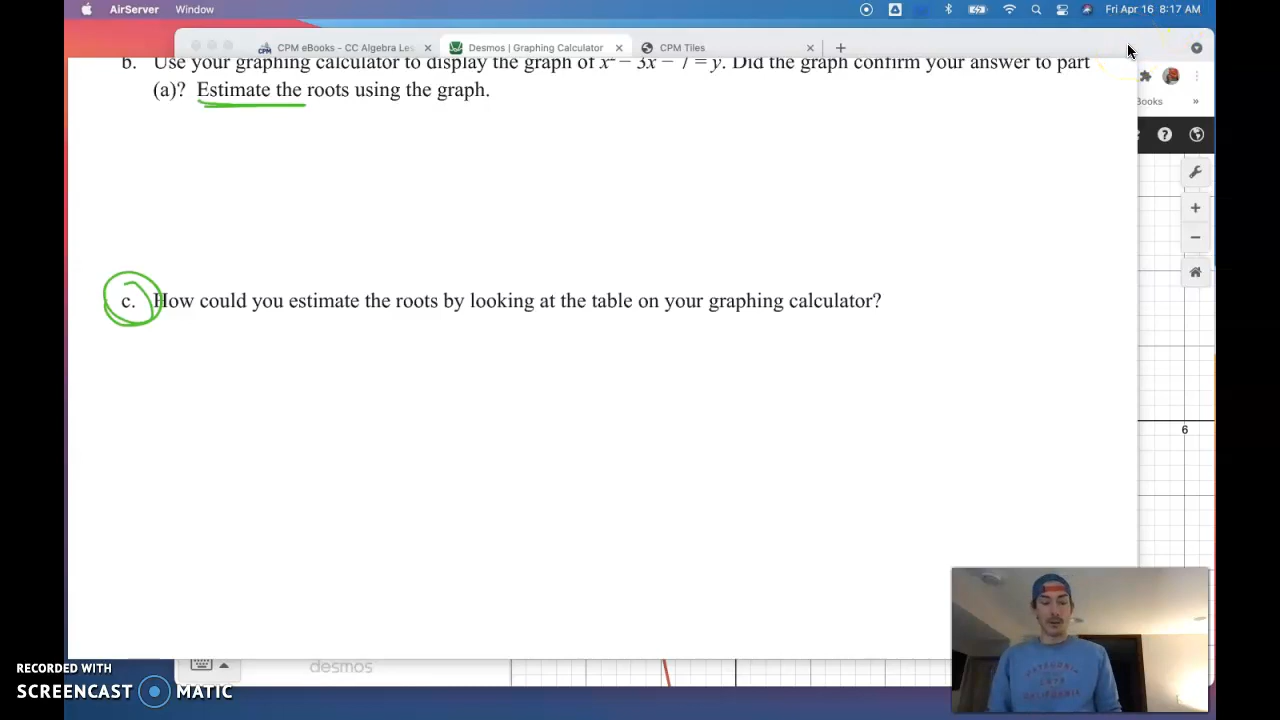 AirServer Window Fri Apr 16 8:17 AM
CPM eBooks - CC Algebra Les Desmos | Graphing Calculator CPM Tiles
b. Use your graphing calculator to display the graph of x² − 3x − 7 = y. Did the graph confirm your answer to part
(a)? Estimate the roots using the graph.
Books »
c. How could you estimate the roots by looking at the table on your graphing calculator?
6
desmos
RECORDED WITH
SCREENCAST MATIC